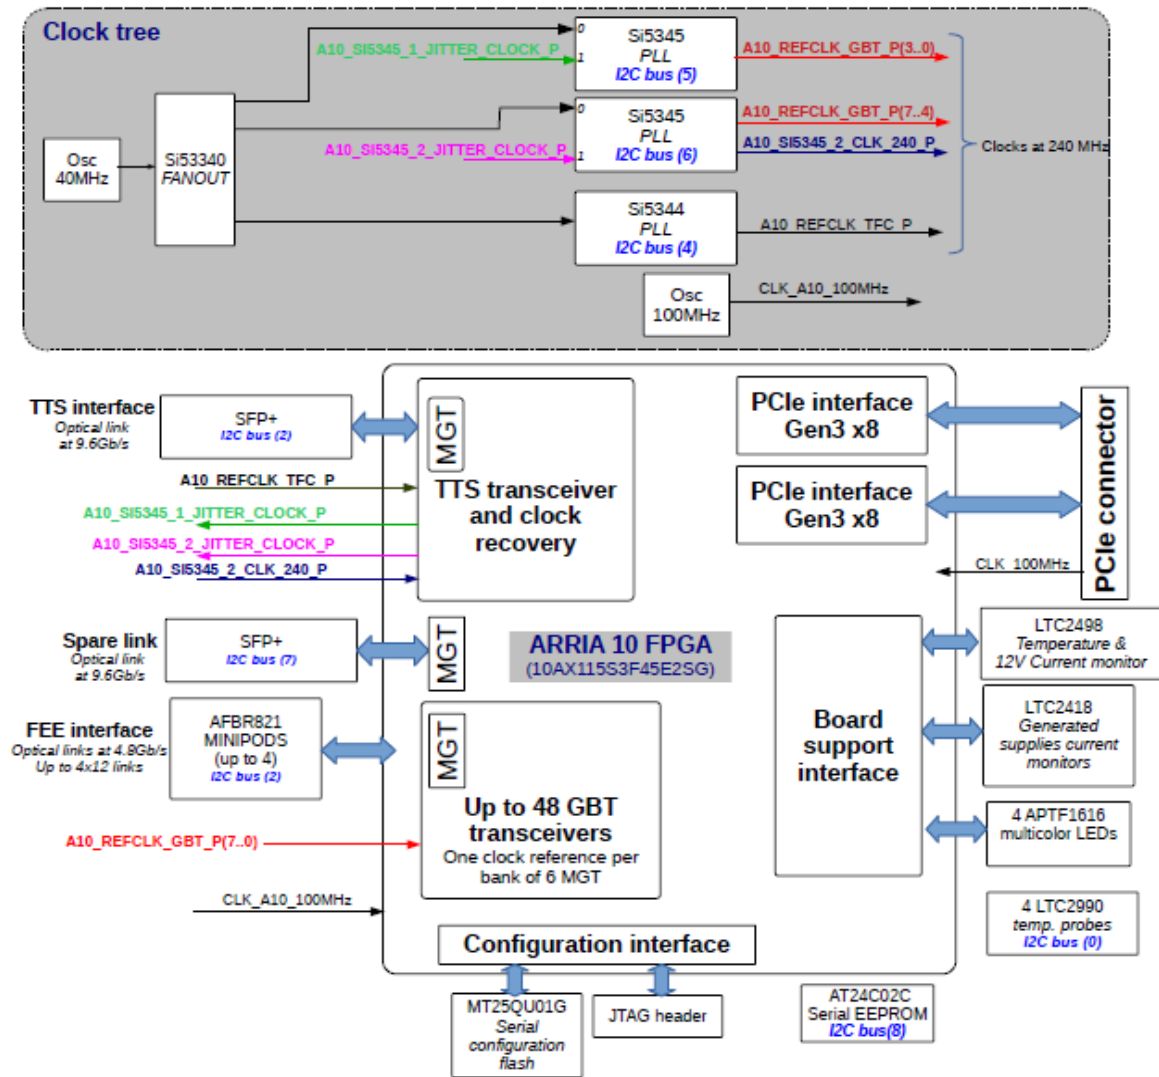 Clock tree
A10_SI5345_1_JITTER_CLOCK_P
0
1
Si5345
PLL
I2C bus (5)
A10_REFCLK_GBT_P(3..0)
Osc
40MHz
Si53340
FANOUT
A10_SI5345_2_JITTER_CLOCK_P
0
1
Si5345
PLL
I2C bus (6)
A10_REFCLK_GBT_P(7..4)
A10_SI5345_2_CLK_240_P
Clocks at 240 MHz
Si5344
PLL
I2C bus (4)
A10_REFCLK_TFC_P
Osc
100MHz
CLK_A10_100MHz
TTS interface
Optical link
at 9.6Gb/s
SFP+
I2C bus (2)
A10_REFCLK_TFC_P
A10_SI5345_1_JITTER_CLOCK_P
A10_SI5345_2_JITTER_CLOCK_P
A10_SI5345_2_CLK_240_P
MGT
TTS transceiver
and clock
recovery
PCIe interface
Gen3 x8
PCIe interface
Gen3 x8
PCIe connector
CLK_100MHz
Spare link
Optical link
at 9.6Gb/s
SFP+
I2C bus (7)
MGT
ARRIA 10 FPGA
(10AX115S3F45E2SG)
FEE interface
Optical links at 4.8Gb/s
Up to 4x12 links
AFBR821
MINIPODS
(up to 4)
I2C bus (2)
MGT
Up to 48 GBT
transceivers
One clock reference per
bank of 6 MGT
A10_REFCLK_GBT_P(7..0)
CLK_A10_100MHz
Board
support
interface
LTC2498
Temperature &
12V Current monitor
LTC2418
Generated
supplies current
monitors
4 APTF1616
multicolor LEDs
4 LTC2990
temp. probes
I2C bus (0)
Configuration interface
MT25QU01G
Serial
configuration
flash
JTAG header
AT24C02C
Serial EEPROM
I2C bus(8)